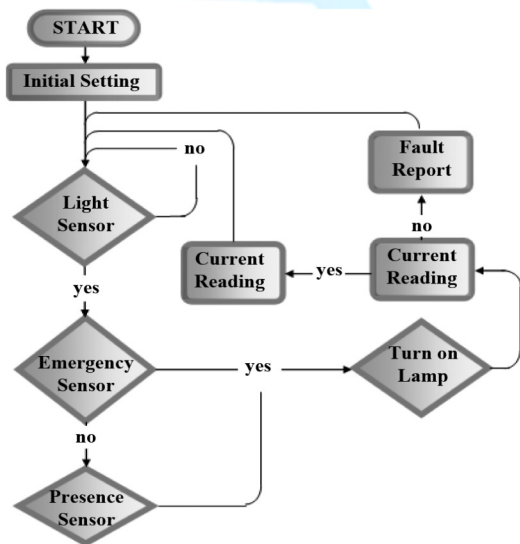 START
Initial Setting
no
Light
Sensor
Fault
Report
no
Current
Reading
yes
Current
Reading
yes
Emergency
Sensor
yes
Turn on
Lamp
no
Presence
Sensor